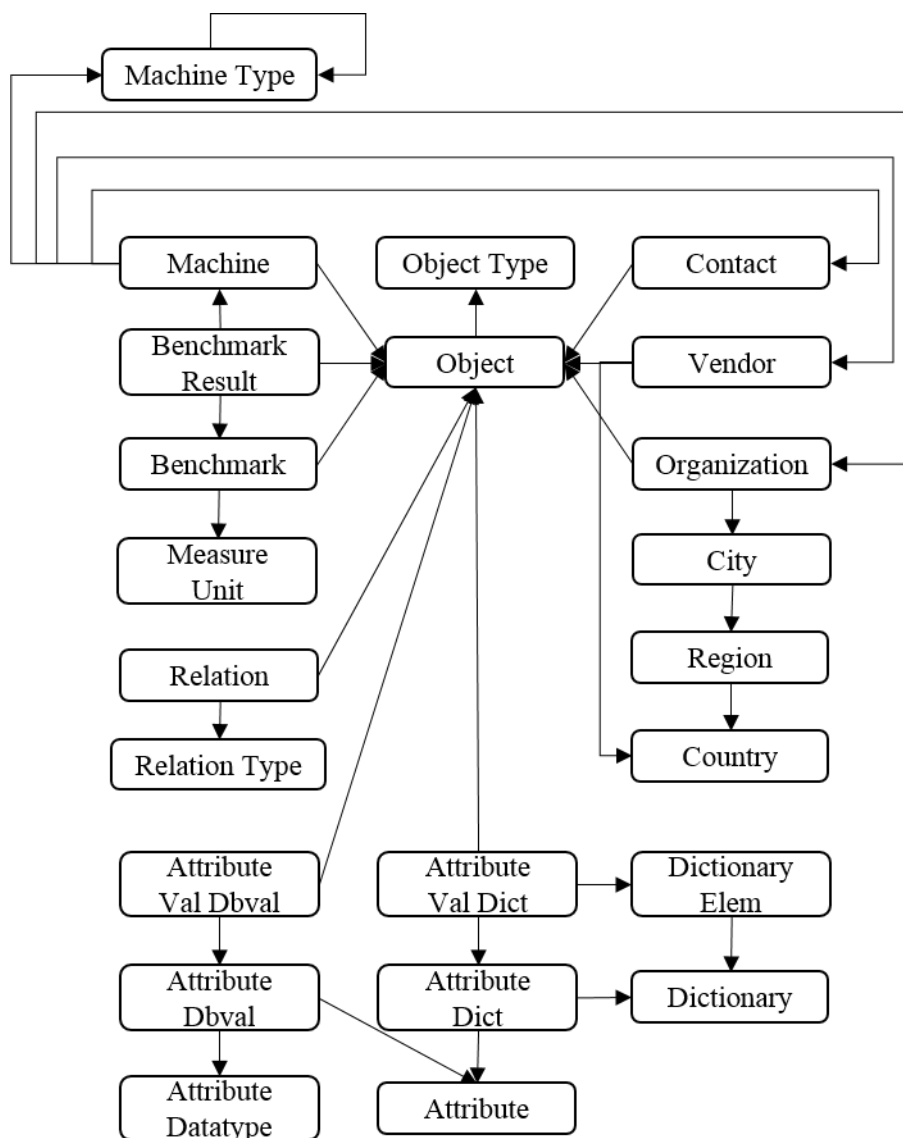 Machine Type
Machine
Object Type
Contact
Benchmark
Result
Object
Vendor
Benchmark
Organization
Measure
Unit
City
Relation
Region
Relation Type
Country
Attribute
Val Dbval
Attribute
Val Dict
Dictionary
Elem
Attribute
Dbval
Attribute
Dict
Dictionary
Attribute
Datatype
Attribute